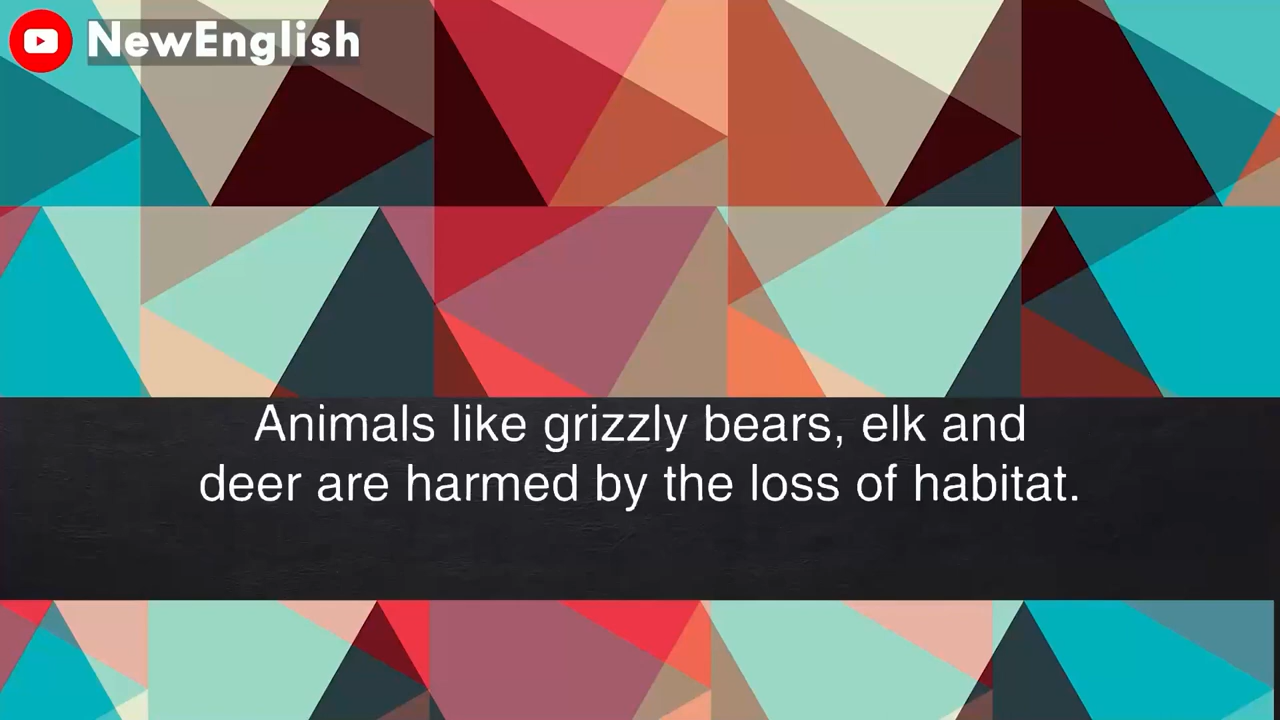 NewEnglish
Animals like grizzly bears, elk and
deer are harmed by the loss of habitat.